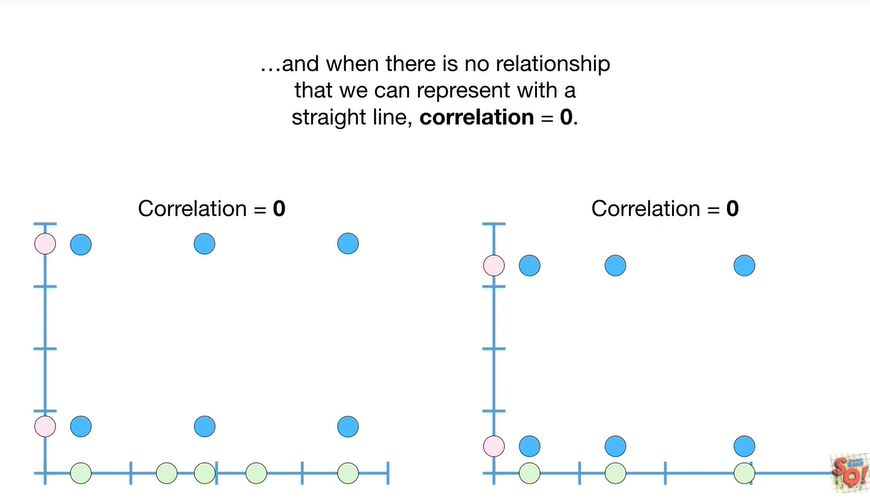 …and when there is no relationship
that we can represent with a
straight line, correlation = 0.
Correlation = 0
Correlation = 0
SQ!